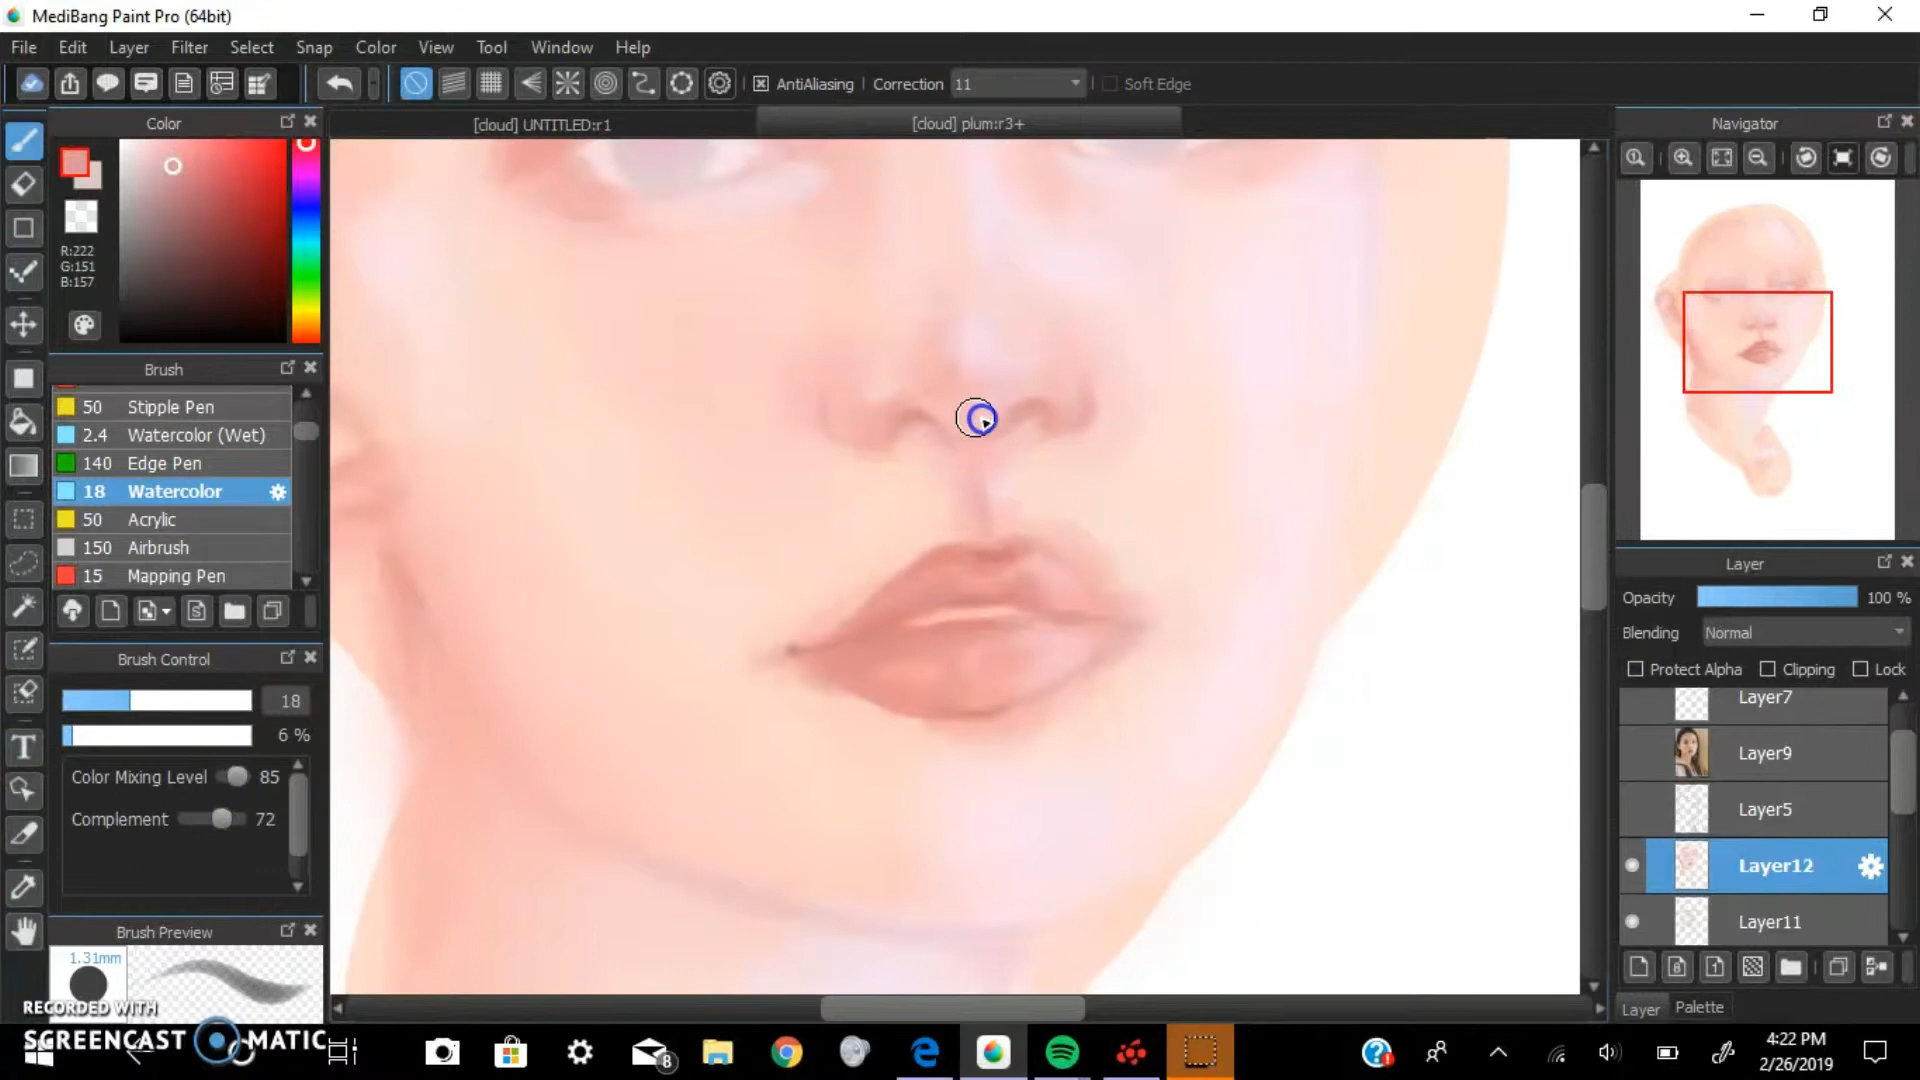 MediBang Paint Pro (64bit)
File Edit Layer Filter Select Snap Color View Tool Window Help
AntiAliasing Correction 11 Soft Edge
Color
[cloud] UNTITLED:r1
[cloud] plum:r3+
Navigator
R:222
G:151
B:157
Brush
50 Stipple Pen
2.4 Watercolor (Wet)
140 Edge Pen
18 Watercolor
50 Acrylic
150 Airbrush
15 Mapping Pen
Brush Control
18
6 %
Color Mixing Level 85
Complement 72
Brush Preview
1.31mm
Layer
Opacity 100 %
Blending Normal
Protect Alpha Clipping Lock
Layer7
Layer9
Layer5
Layer12
Layer11
Layer Palette
RECORDED WITH
SCREENCAST MATIC
8
4:22 PM
2/26/2019